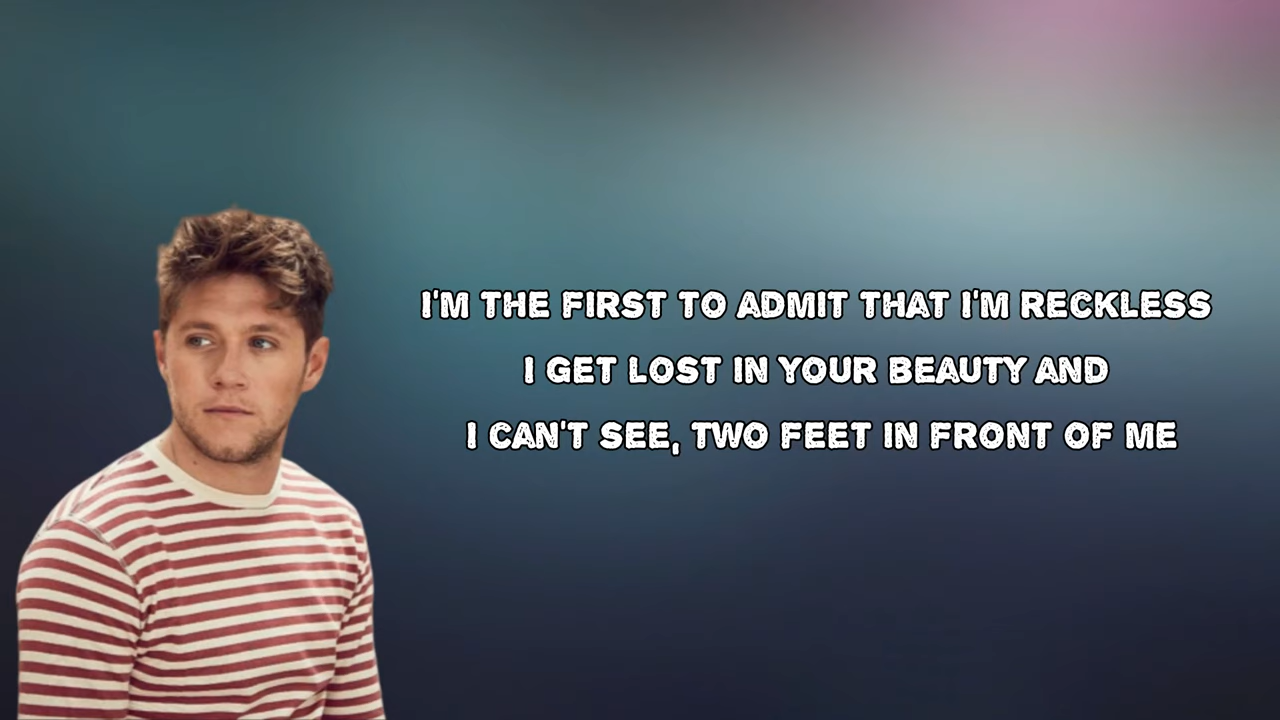 I'M THE FIRST TO ADMIT THAT I'M RECKLESS
I GET LOST IN YOUR BEAUTY AND
I CAN'T SEE, TWO FEET IN FRONT OF ME